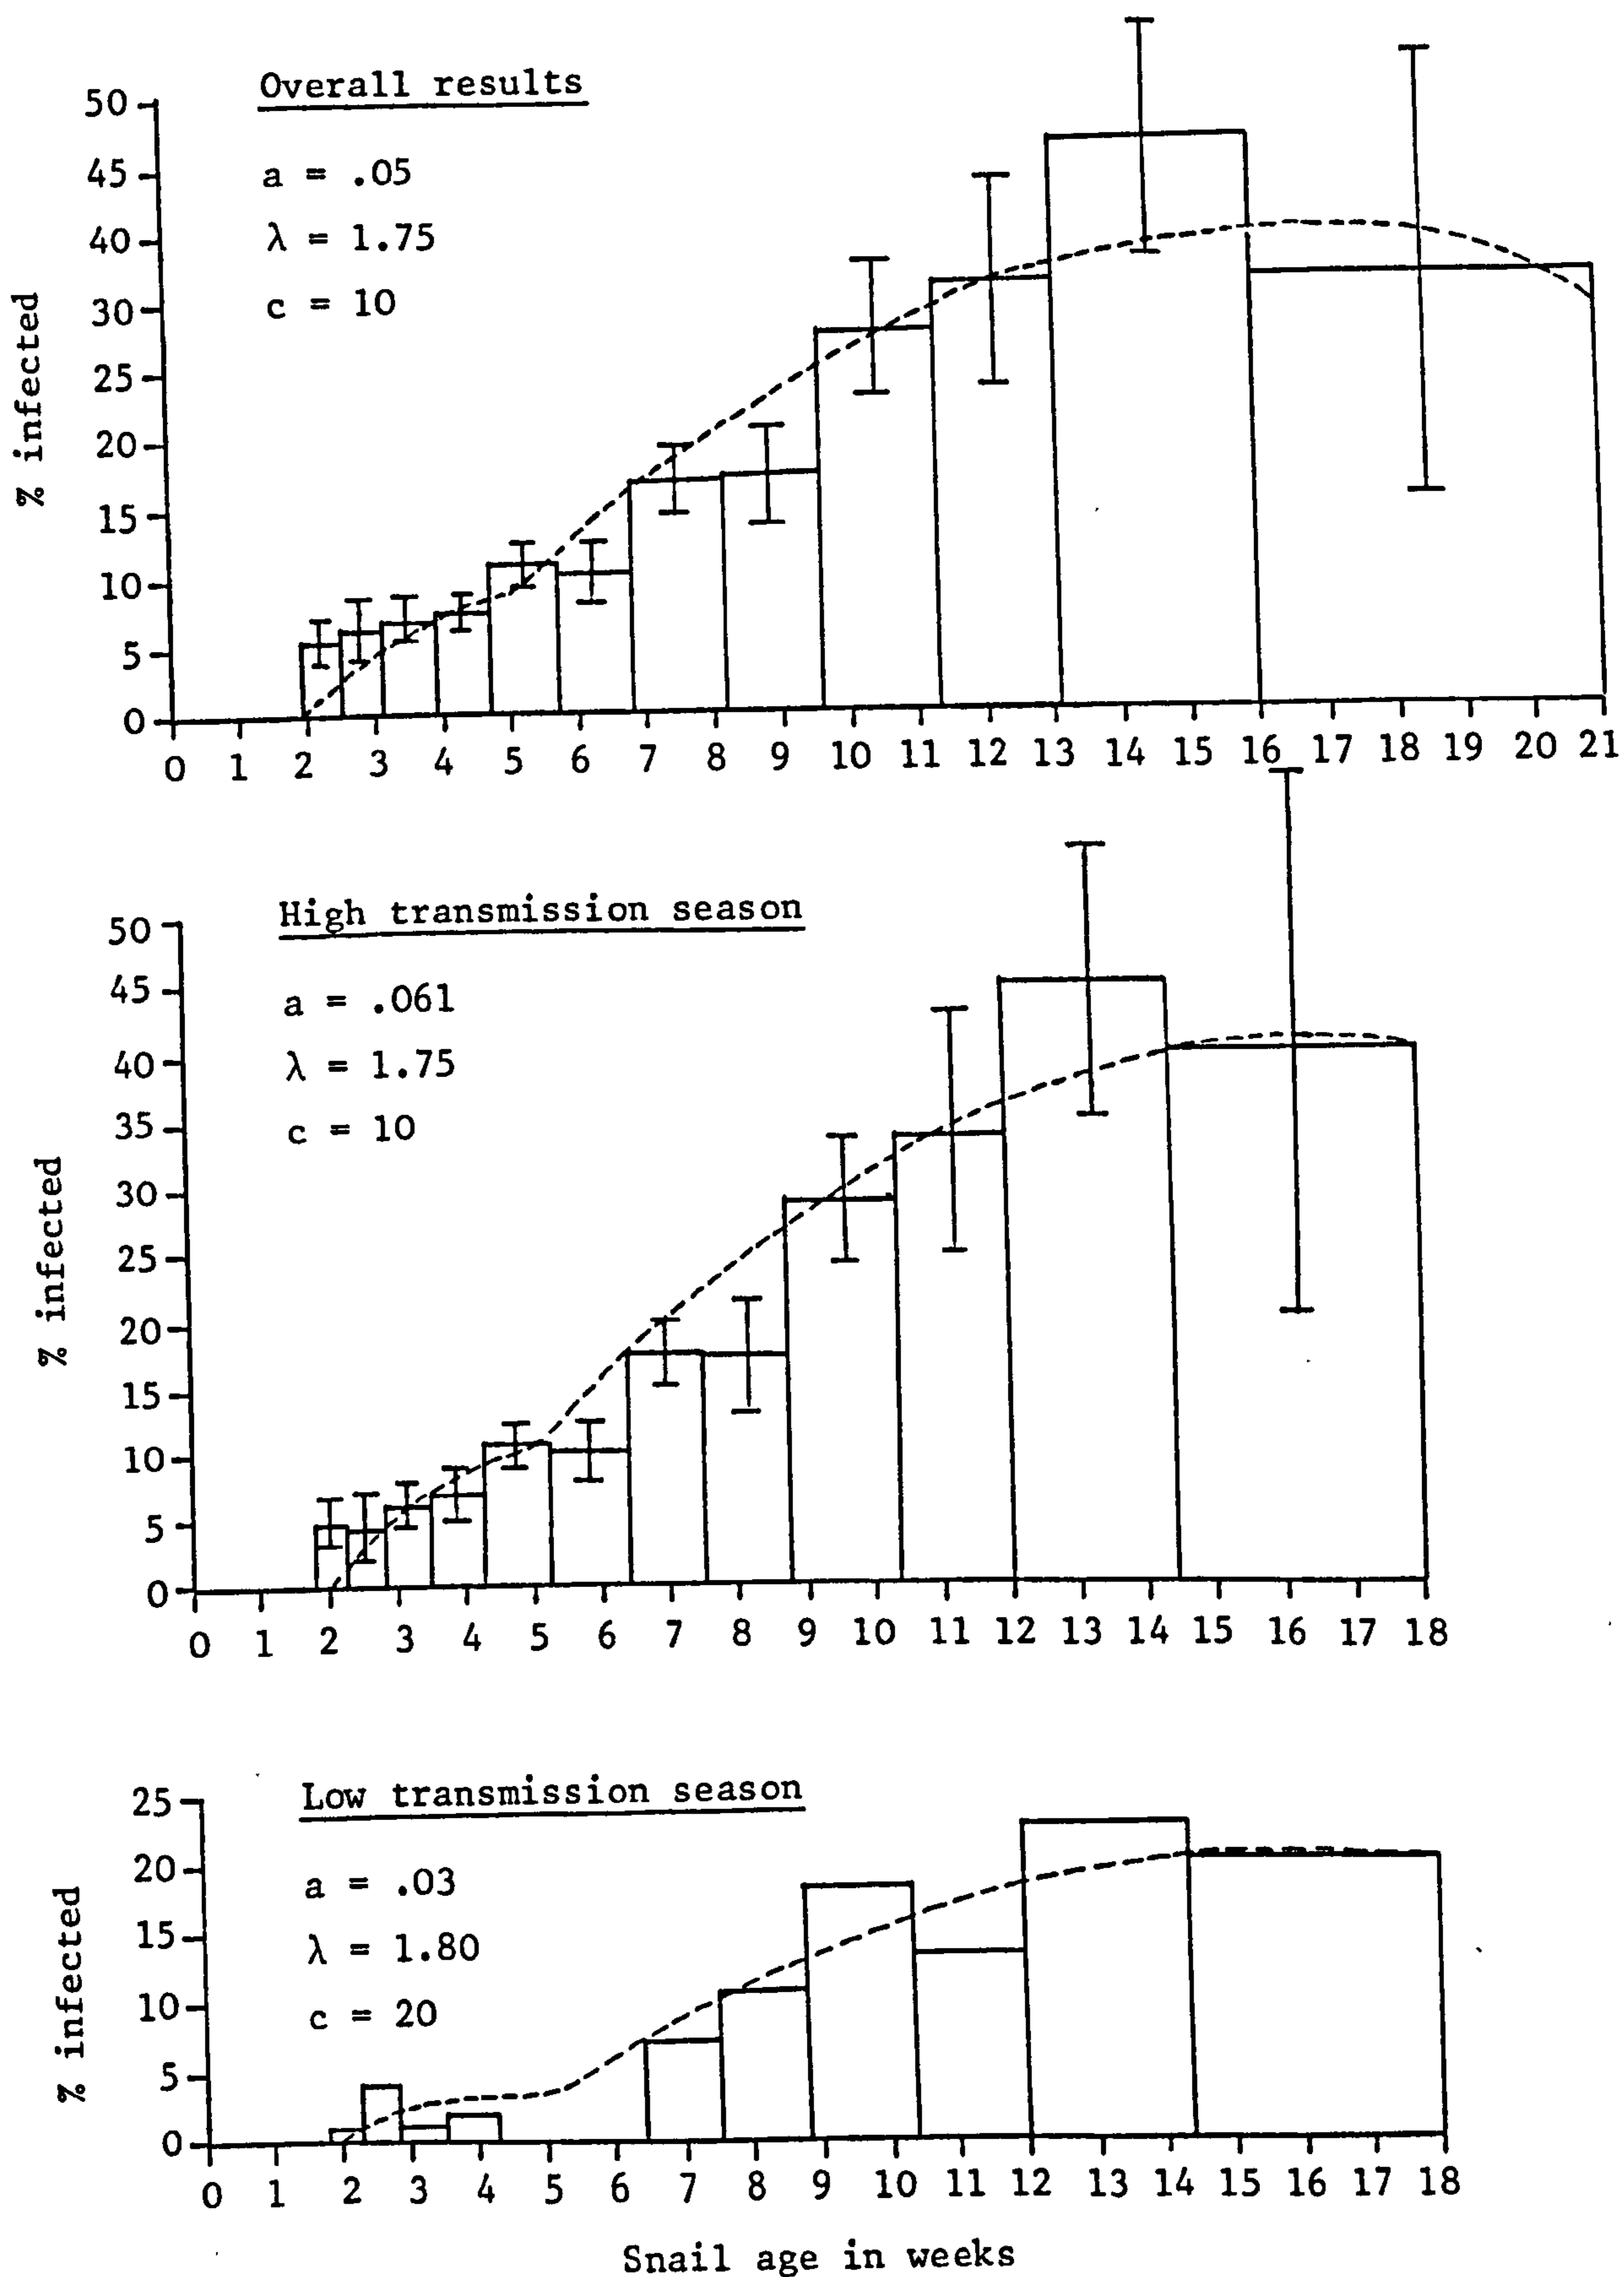 Overall results
a = .05
λ = 1.75
c = 10
% infected
50
45
40
30
25
20
15
10
5
0
0 1 2 3 4 5 6 7 8 9 10 11 12 13 14 15 16 17 18 19 20 21
High transmission season
a = .061
λ = 1.75
c = 10
% infected
50
45
40
35
30
25
20
15
10
5
0
0 1 2 3 4 5 6 7 8 9 10 11 12 13 14 15 16 17 18
Low transmission season
a = .03
λ = 1.80
c = 20
% infected
25
20
15
10
5
0
0 1 2 3 4 5 6 7 8 9 10 11 12 13 14 15 16 17 18
Snail age in weeks